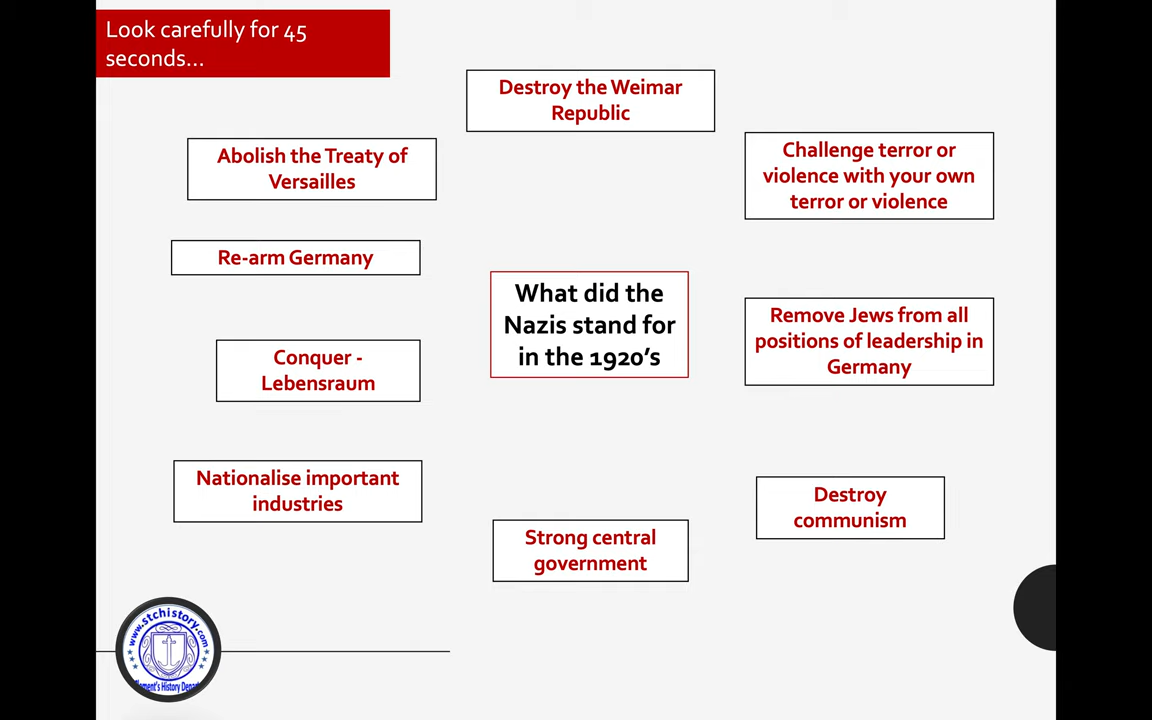 Look carefully for 45
seconds...
Destroy the Weimar
Republic
Abolish the Treaty of
Versailles
Challenge terror or
violence with your own
terror or violence
Re-arm Germany
What did the
Nazis stand for
in the 1920's
Remove Jews from all
positions of leadership in
Germany
Conquer -
Lebensraum
Nationalise important
industries
Destroy
communism
Strong central
government
www.stchistory.com
lement's History Depar